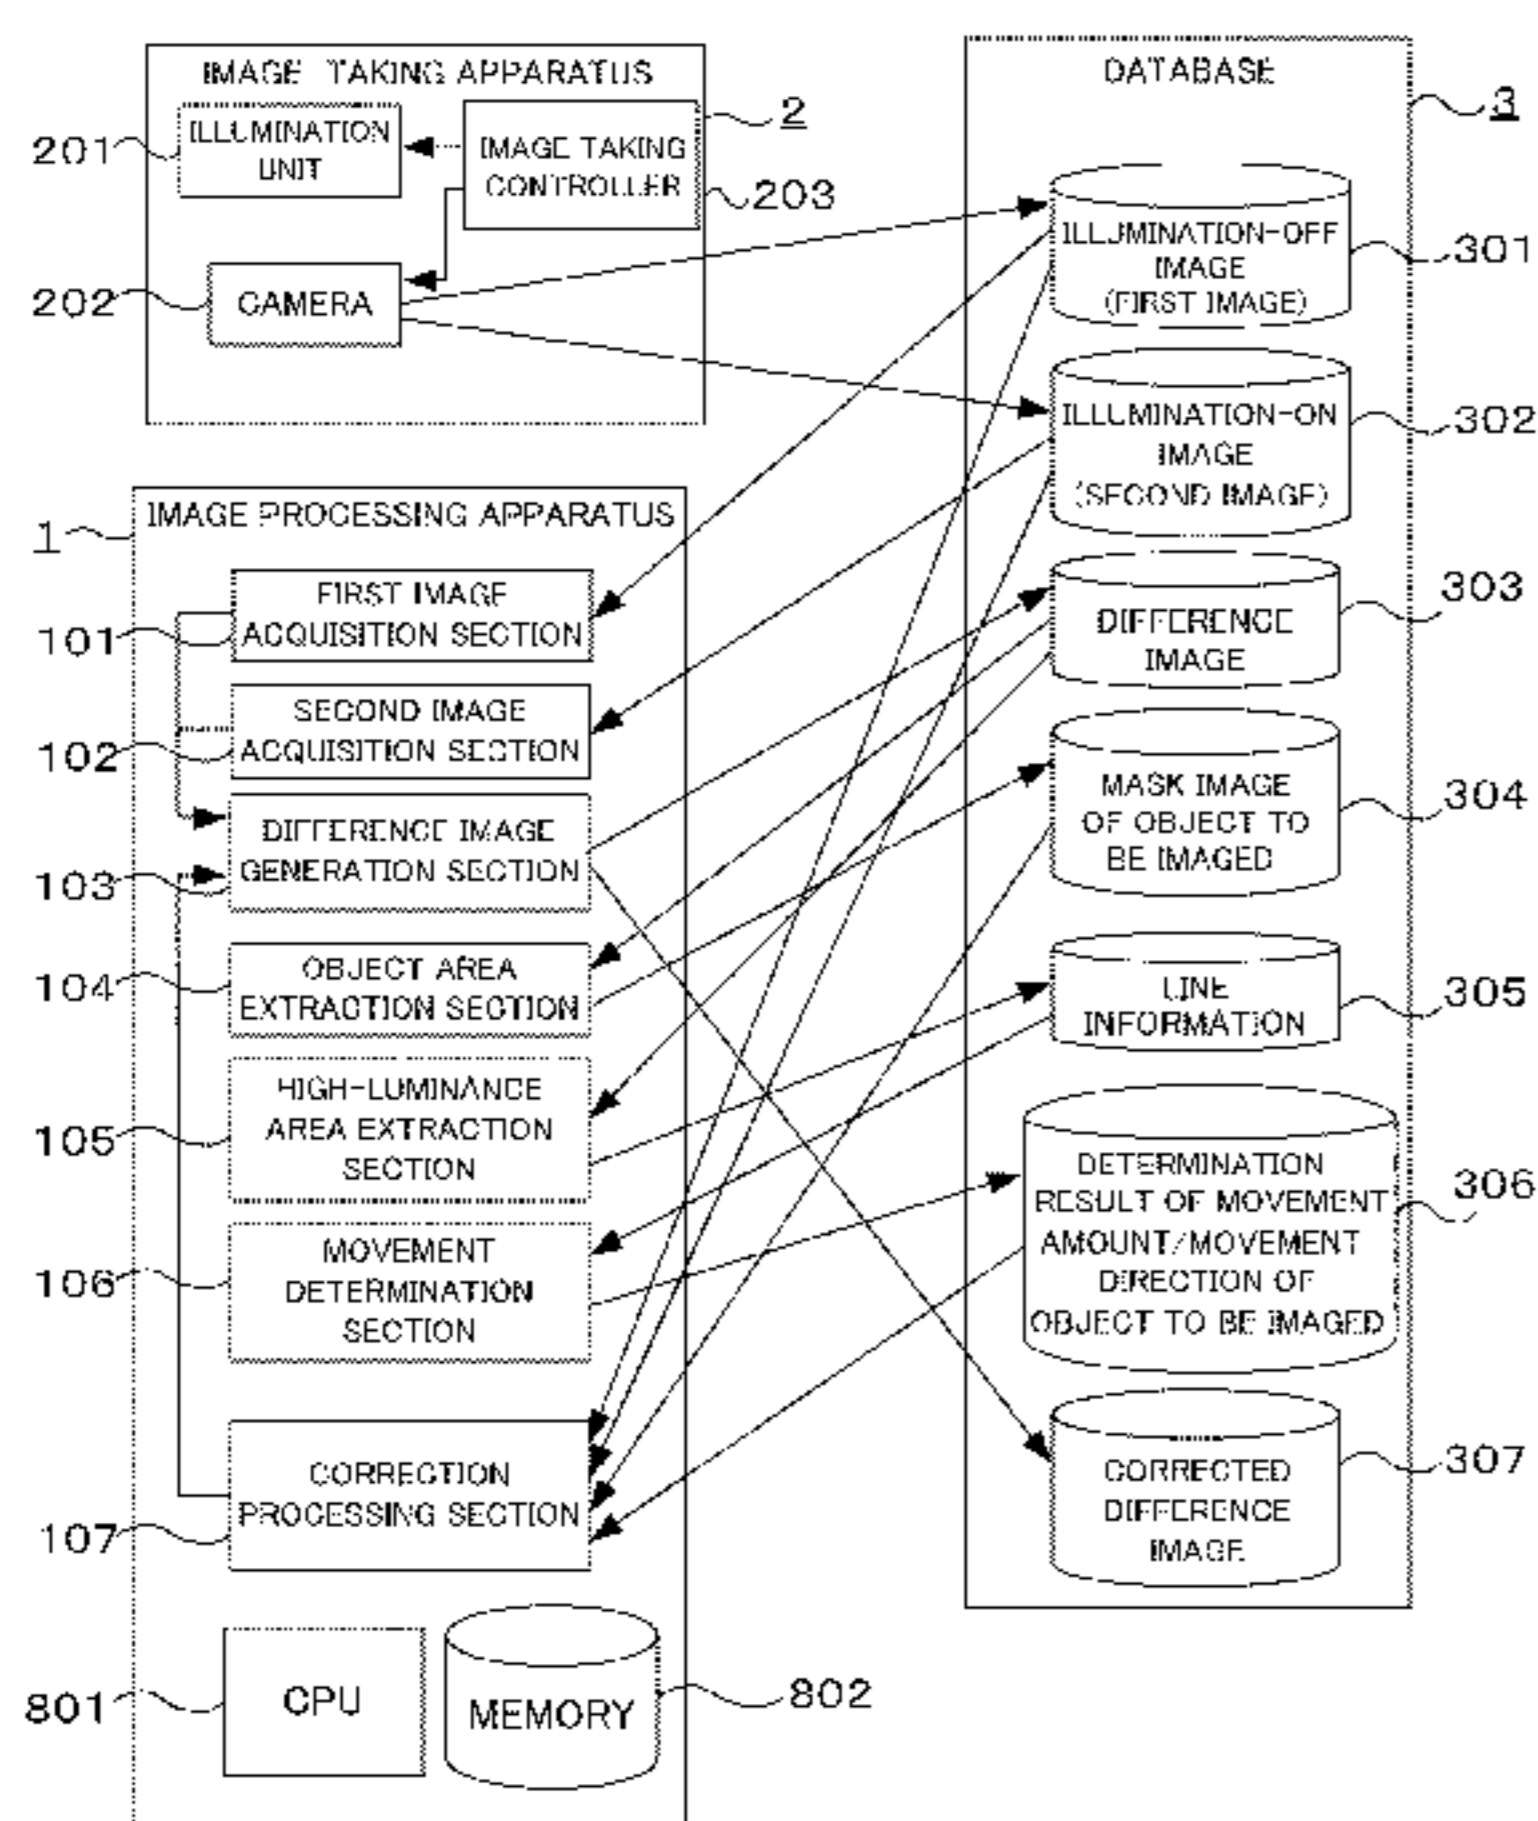 IMAGE TAKING APPARATUS
2
ILLUMINATION
UNIT
201
IMAGE TAKING
CONTROLLER
203
CAMERA
202
DATABASE
3
ILLUMINATION-OFF
IMAGE
(FIRST IMAGE)
301
ILLUMINATION-ON
IMAGE
(SECOND IMAGE)
302
DIFFERENCE
IMAGE
303
MASK IMAGE
OF OBJECT TO
BE IMAGED
304
LINE
INFORMATION
305
DETERMINATION
RESULT OF MOVEMENT
AMOUNT/MOVEMENT
DIRECTION OF
OBJECT TO BE IMAGED
306
CORRECTED
DIFFERENCE
IMAGE
307
IMAGE PROCESSING APPARATUS
1
FIRST IMAGE
ACQUISITION SECTION
101
SECOND IMAGE
ACQUISITION SECTION
102
DIFFERENCE IMAGE
GENERATION SECTION
103
OBJECT AREA
EXTRACTION SECTION
104
HIGH-LUMINANCE
AREA EXTRACTION
SECTION
105
MOVEMENT
DETERMINATION
SECTION
106
CORRECTION
PROCESSING SECTION
107
CPU
801
MEMORY
802